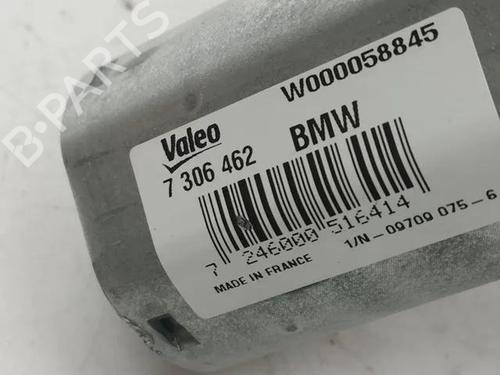 B-PARTS
W000058845
Valeo
7 306 462 BMW
7 246000 516414
MADE IN FRANCE 1/N-09709 075-6